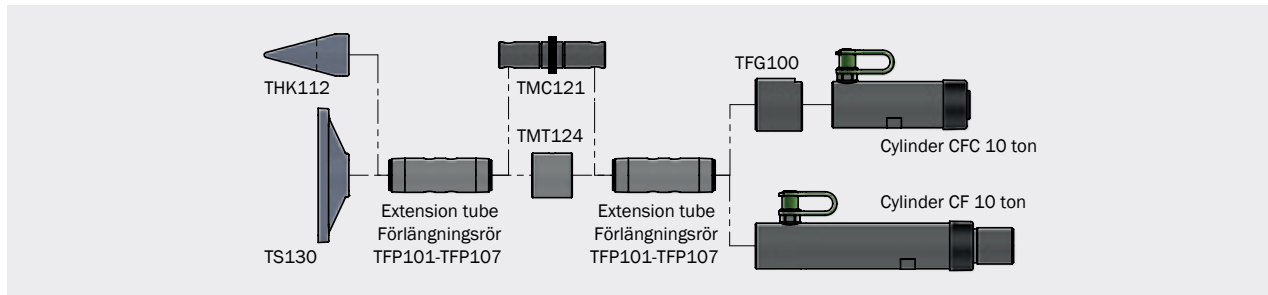 THK112
TS130
Extension tube
Förlängningsrör
TFP101-TFP107
TMC121
TMT124
Extension tube
Förlängningsrör
TFP101-TFP107
TFG100
Cylinder CFC 10 ton
Cylinder CF 10 ton